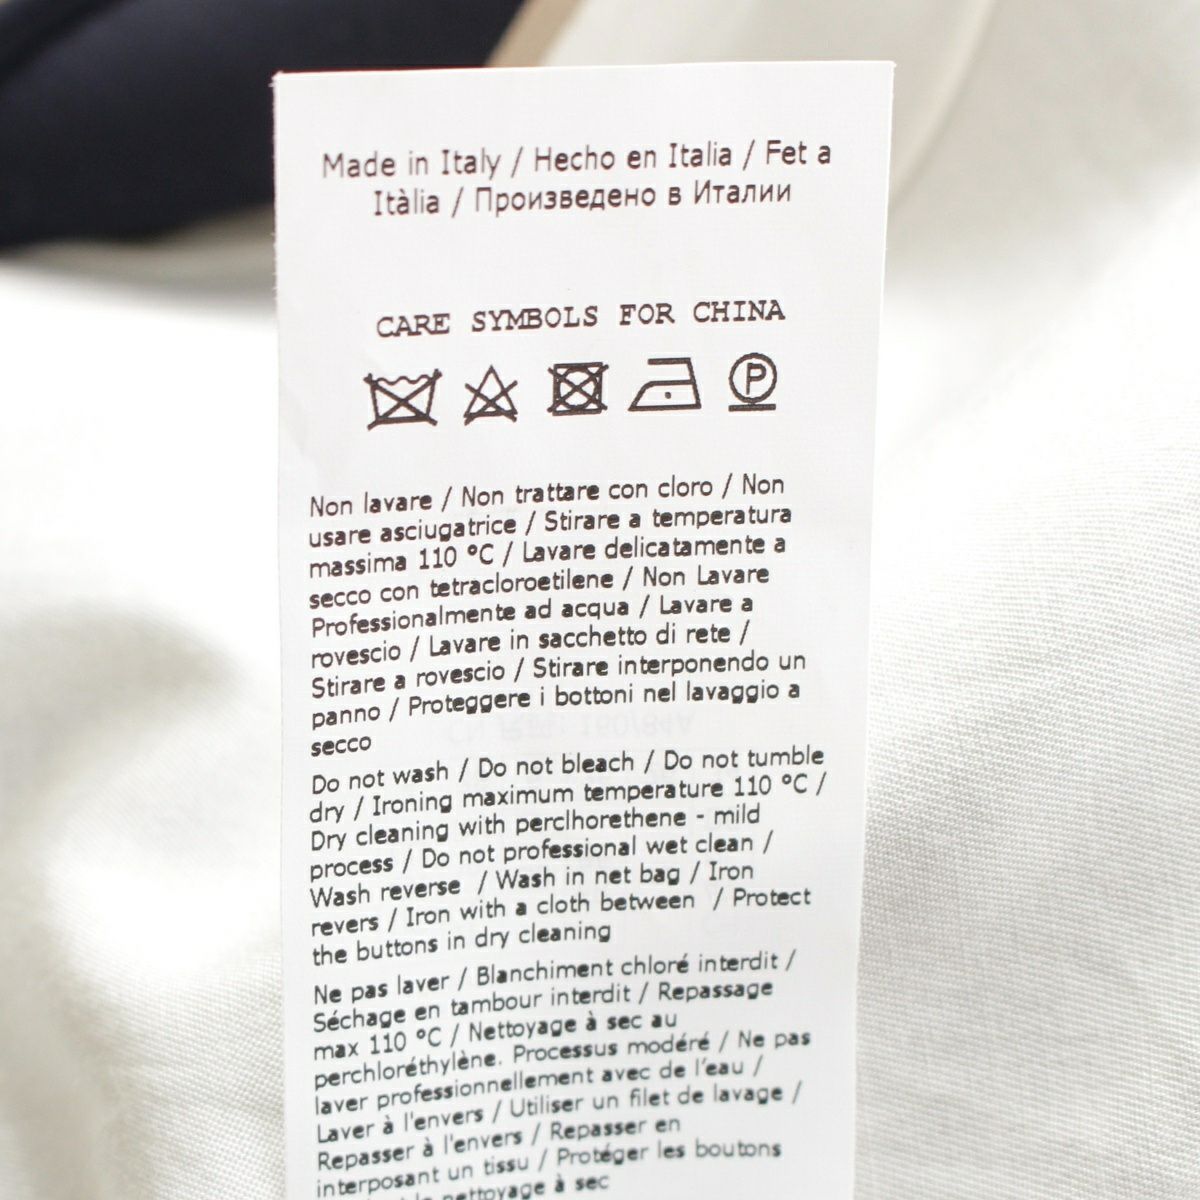 Made in Italy / Hecho en Italia / Fet a
Itàlia / Произведено в Италии
CARE SYMBOLS FOR CHINA
P
Non lavare / Non trattare con cloro / Non
usare asciugatrice / Stirare a temperatura
massima 110 °C / Lavare delicatamente a
secco con tetracloroetilene / Non Lavare
Professionalmente ad acqua / Lavare a
rovescio / Lavare in sacchetto di rete /
Stirare a rovescio / Stirare interponendo un
panno / Proteggere i bottoni nel lavaggio a
secco
Do not wash / Do not bleach / Do not tumble
dry / Ironing maximum temperature 110 °C /
Dry cleaning with perclhorethene - mild
process / Do not professional wet clean /
Wash reverse / Wash in net bag / Iron
revers / Iron with a cloth between / Protect
the buttons in dry cleaning
Ne pas laver / Blanchiment chloré interdit /
Séchage en tambour interdit / Repassage
max 110 °C / Nettoyage à sec au
perchloréthylène. Processus modéré / Ne pas
laver professionnellement avec de l'eau /
Laver à l'envers / Utiliser un filet de lavage /
Repasser à l'envers / Repasser en
interposant un tissu / Protéger les boutons
nettoyage à sec